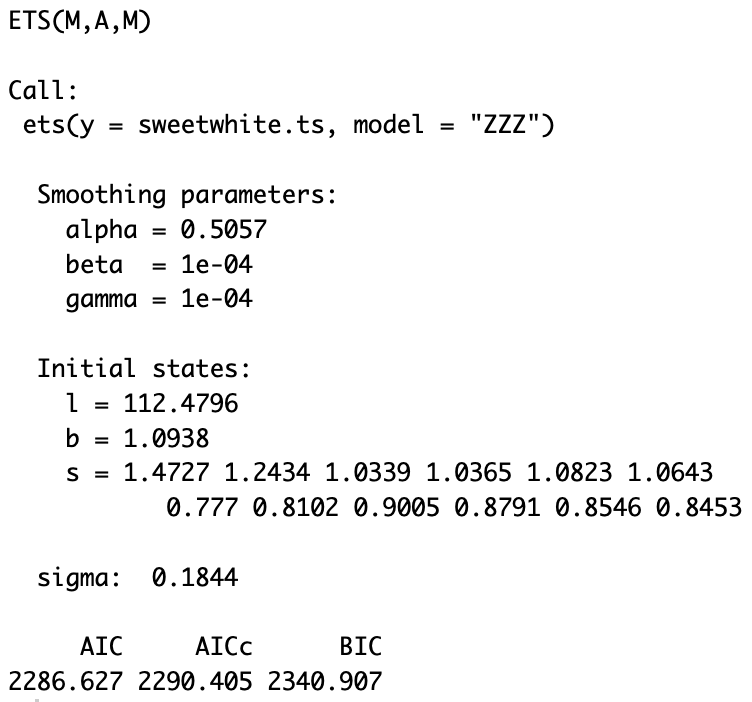 ETS(M,A,M)
Call:
ets(y = sweetwhite.ts, model = "ZZZ")
Smoothing parameters:
alpha = 0.5057
beta  = 1e-04
gamma = 1e-04
Initial states:
l = 112.4796
b = 1.0938
s = 1.4727 1.2434 1.0339 1.0365 1.0823 1.0643
0.777 0.8102 0.9005 0.8791 0.8546 0.8453
sigma:  0.1844
AIC     AICc      BIC
2286.627 2290.405 2340.907